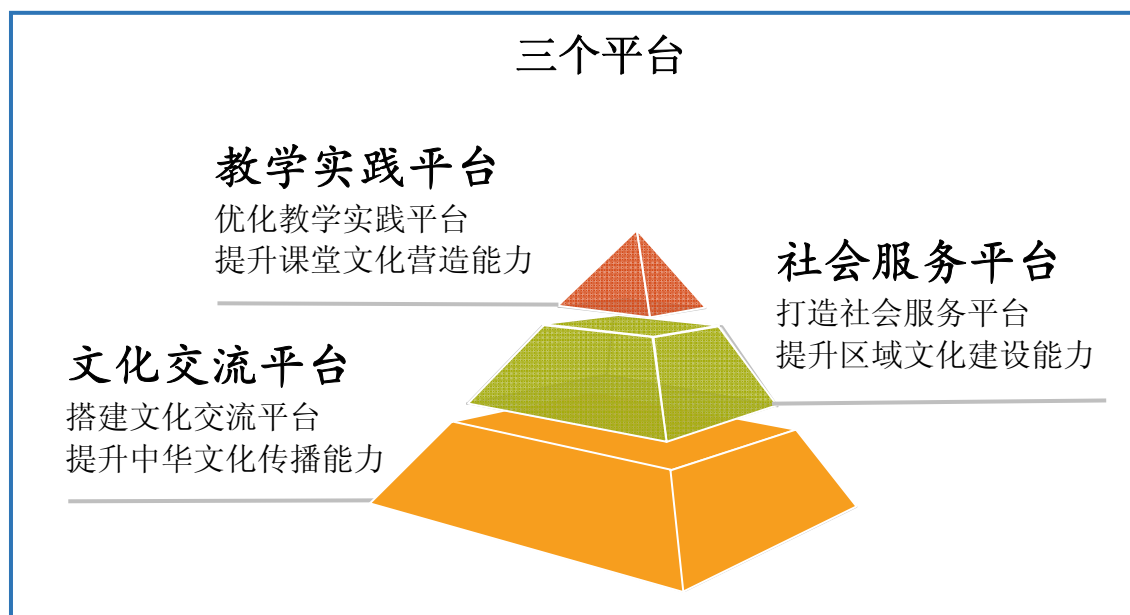 三个平台
教学实践平台
优化教学实践平台
提升课堂文化营造能力
社会服务平台
打造社会服务平台
提升区域文化建设能力
文化交流平台
搭建文化交流平台
提升中华文化传播能力